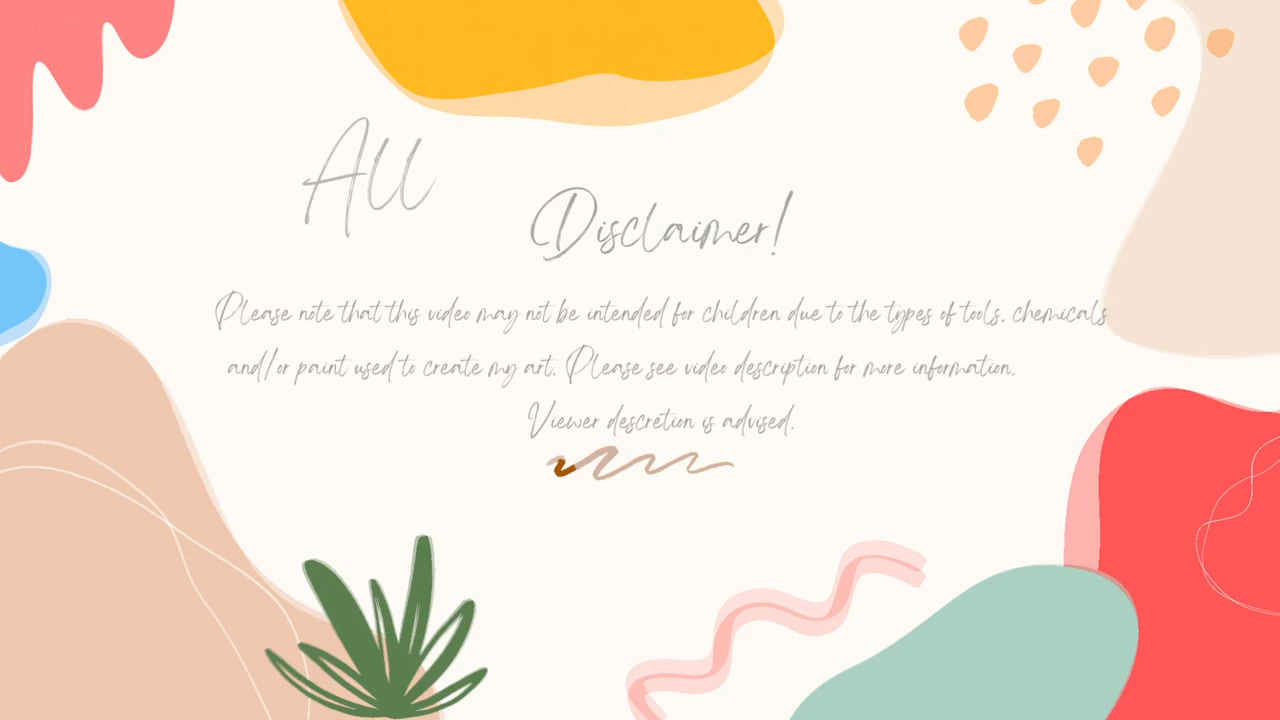 All
Disclaimer!
Please note that this video may not be intended for children due to the types of tools, chemicals
and/or paint used to create my art. Please see video description for more information.
Viewer descretion is advised.